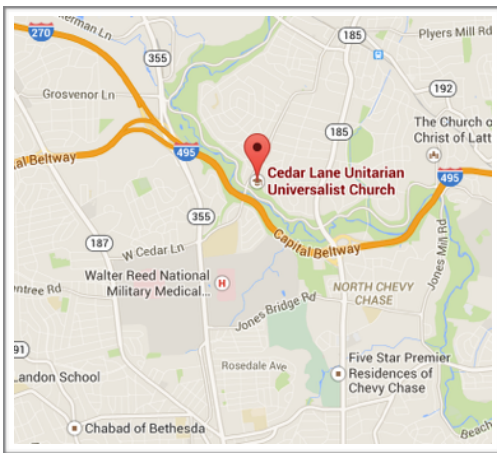 kerman Ln
270
185
Plyers Mill Rd
355
Grosvenor Ln
192
185
The Church o
Christ of Latt
495
al Beltway
Cedar Lane Unitarian
Universalist Church
495
355
187
W Cedar Ln
Capital Beltway
Walter Reed National
Military Medical...
entree Rd
NORTH CHEVY
CHASE
Jones Mill Rd
Jones Bridge Rd
91
Rosedale Ave
Five Star Premier
Residences of
Chevy Chase
Landon School
Chabad of Bethesda
Beach